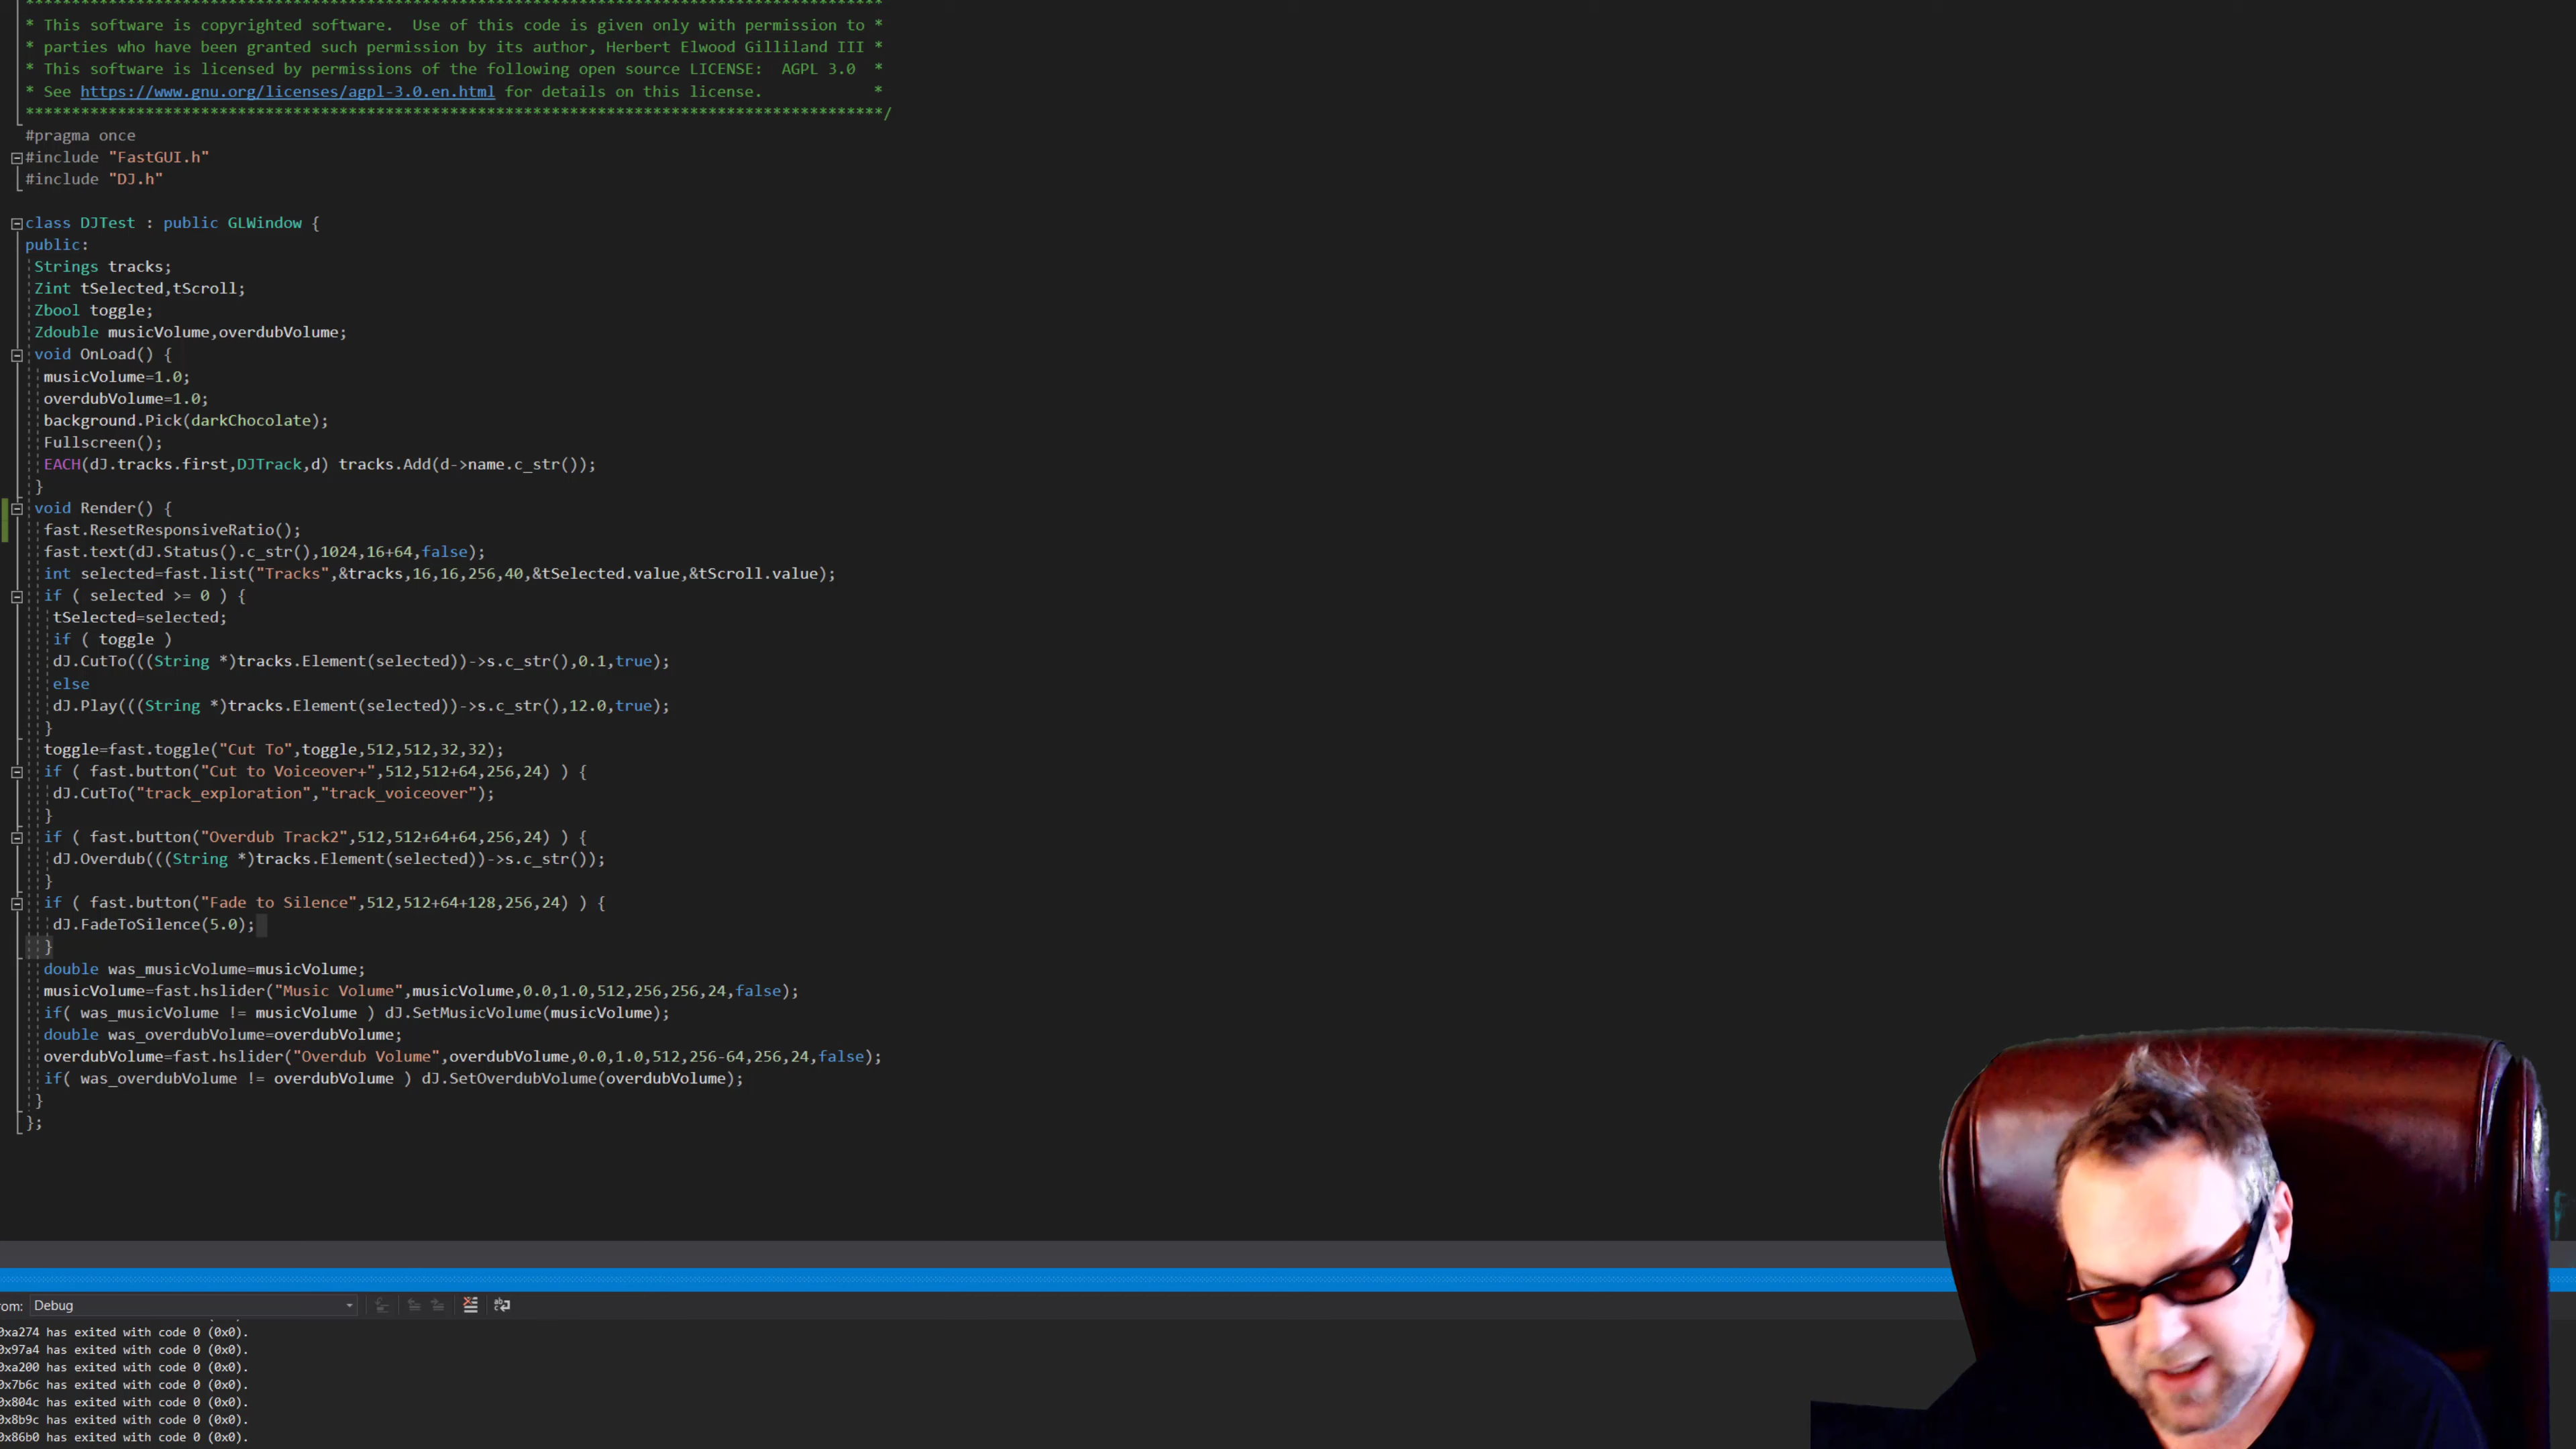 ***********************************************************************************************
* This software is copyrighted software.  Use of this code is given only with permission to *
* parties who have been granted such permission by its author, Herbert Elwood Gilliland III *
* This software is licensed by permissions of the following open source LICENSE:  AGPL 3.0  *
* See https://www.gnu.org/licenses/agpl-3.0.en.html for details on this license.            *
***********************************************************************************************/
#pragma once
#include "FastGUI.h"
#include "DJ.h"
class DJTest : public GLWindow {
public:
Strings tracks;
Zint tSelected,tScroll;
Zbool toggle;
Zdouble musicVolume,overdubVolume;
void OnLoad() {
musicVolume=1.0;
overdubVolume=1.0;
background.Pick(darkChocolate);
Fullscreen();
EACH(dJ.tracks.first,DJTrack,d) tracks.Add(d->name.c_str());
}
void Render() {
fast.ResetResponsiveRatio();
fast.text(dJ.Status().c_str(),1024,16+64,false);
int selected=fast.list("Tracks",&tracks,16,16,256,40,&tSelected.value,&tScroll.value);
if ( selected >= 0 ) {
tSelected=selected;
if ( toggle )
dJ.CutTo(((String *)tracks.Element(selected))->s.c_str(),0.1,true);
else
dJ.Play(((String *)tracks.Element(selected))->s.c_str(),12.0,true);
}
toggle=fast.toggle("Cut To",toggle,512,512,32,32);
if ( fast.button("Cut to Voiceover+",512,512+64,256,24) ) {
dJ.CutTo("track_exploration","track_voiceover");
}
if ( fast.button("Overdub Track2",512,512+64+64,256,24) ) {
dJ.Overdub(((String *)tracks.Element(selected))->s.c_str());
}
if ( fast.button("Fade to Silence",512,512+64+128,256,24) ) {
dJ.FadeToSilence(5.0);
}
double was_musicVolume=musicVolume;
musicVolume=fast.hslider("Music Volume",musicVolume,0.0,1.0,512,256,256,24,false);
if( was_musicVolume != musicVolume ) dJ.SetMusicVolume(musicVolume);
double was_overdubVolume=overdubVolume;
overdubVolume=fast.hslider("Overdub Volume",overdubVolume,0.0,1.0,512,256-64,256,24,false);
if( was_overdubVolume != overdubVolume ) dJ.SetOverdubVolume(overdubVolume);
}
};
rom: Debug
0xa274 has exited with code 0 (0x0).
0x97a4 has exited with code 0 (0x0).
0xa200 has exited with code 0 (0x0).
0x7b6c has exited with code 0 (0x0).
0x804c has exited with code 0 (0x0).
0x8b9c has exited with code 0 (0x0).
0x86b0 has exited with code 0 (0x0).